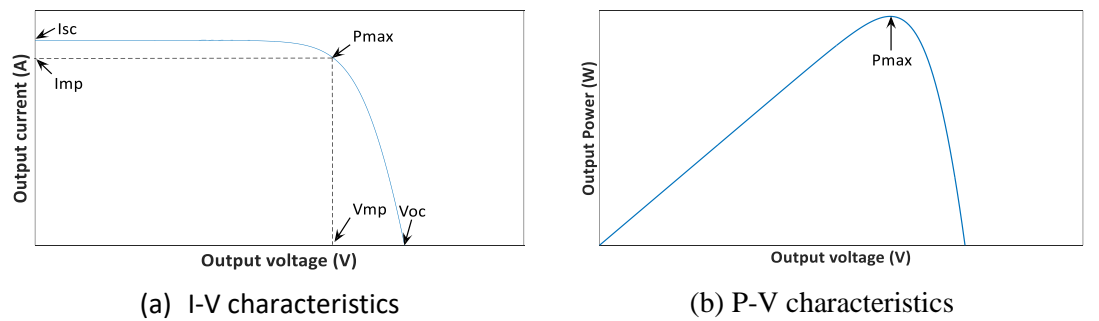 Isc
Pmax
Imp
Vmp
Voc
Output current (A)
Output voltage (V)
(a) I-V characteristics
Pmax
Output Power (W)
Output voltage (V)
(b) P-V characteristics